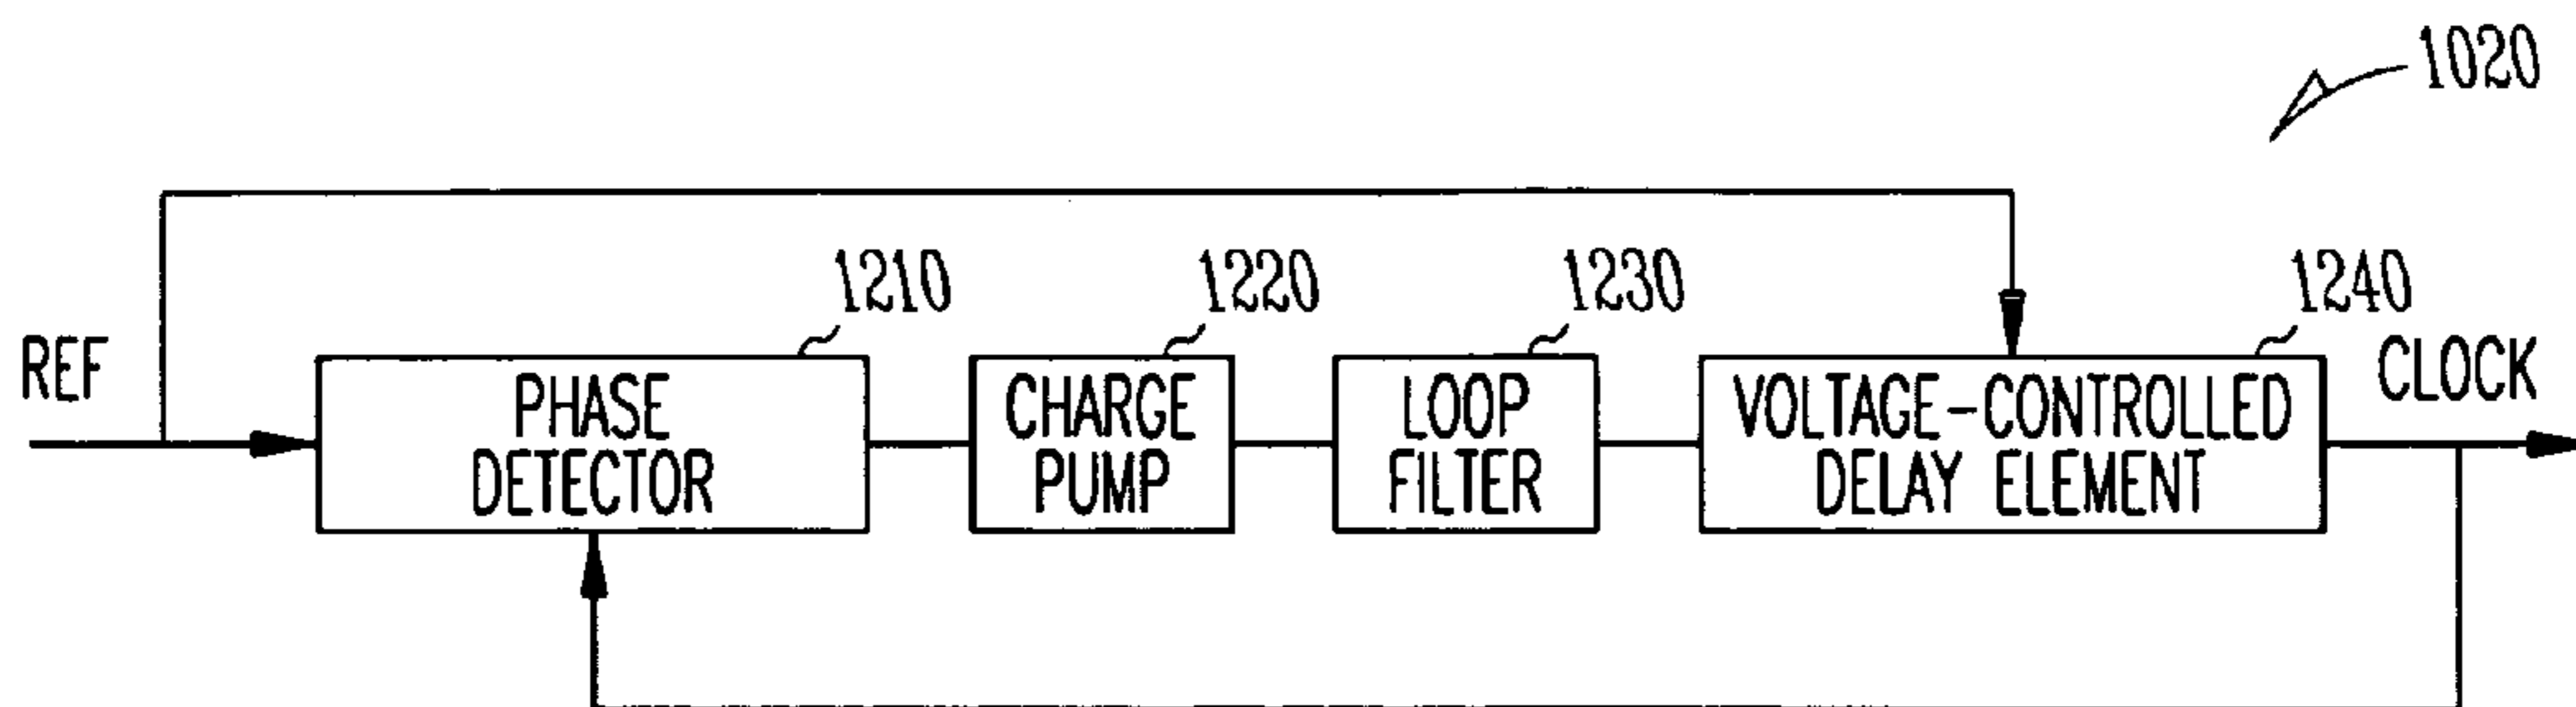 1020
1210
1220
1230
1240
REF
PHASE
DETECTOR
CHARGE
PUMP
LOOP
FILTER
VOLTAGE-CONTROLLED
DELAY ELEMENT
CLOCK